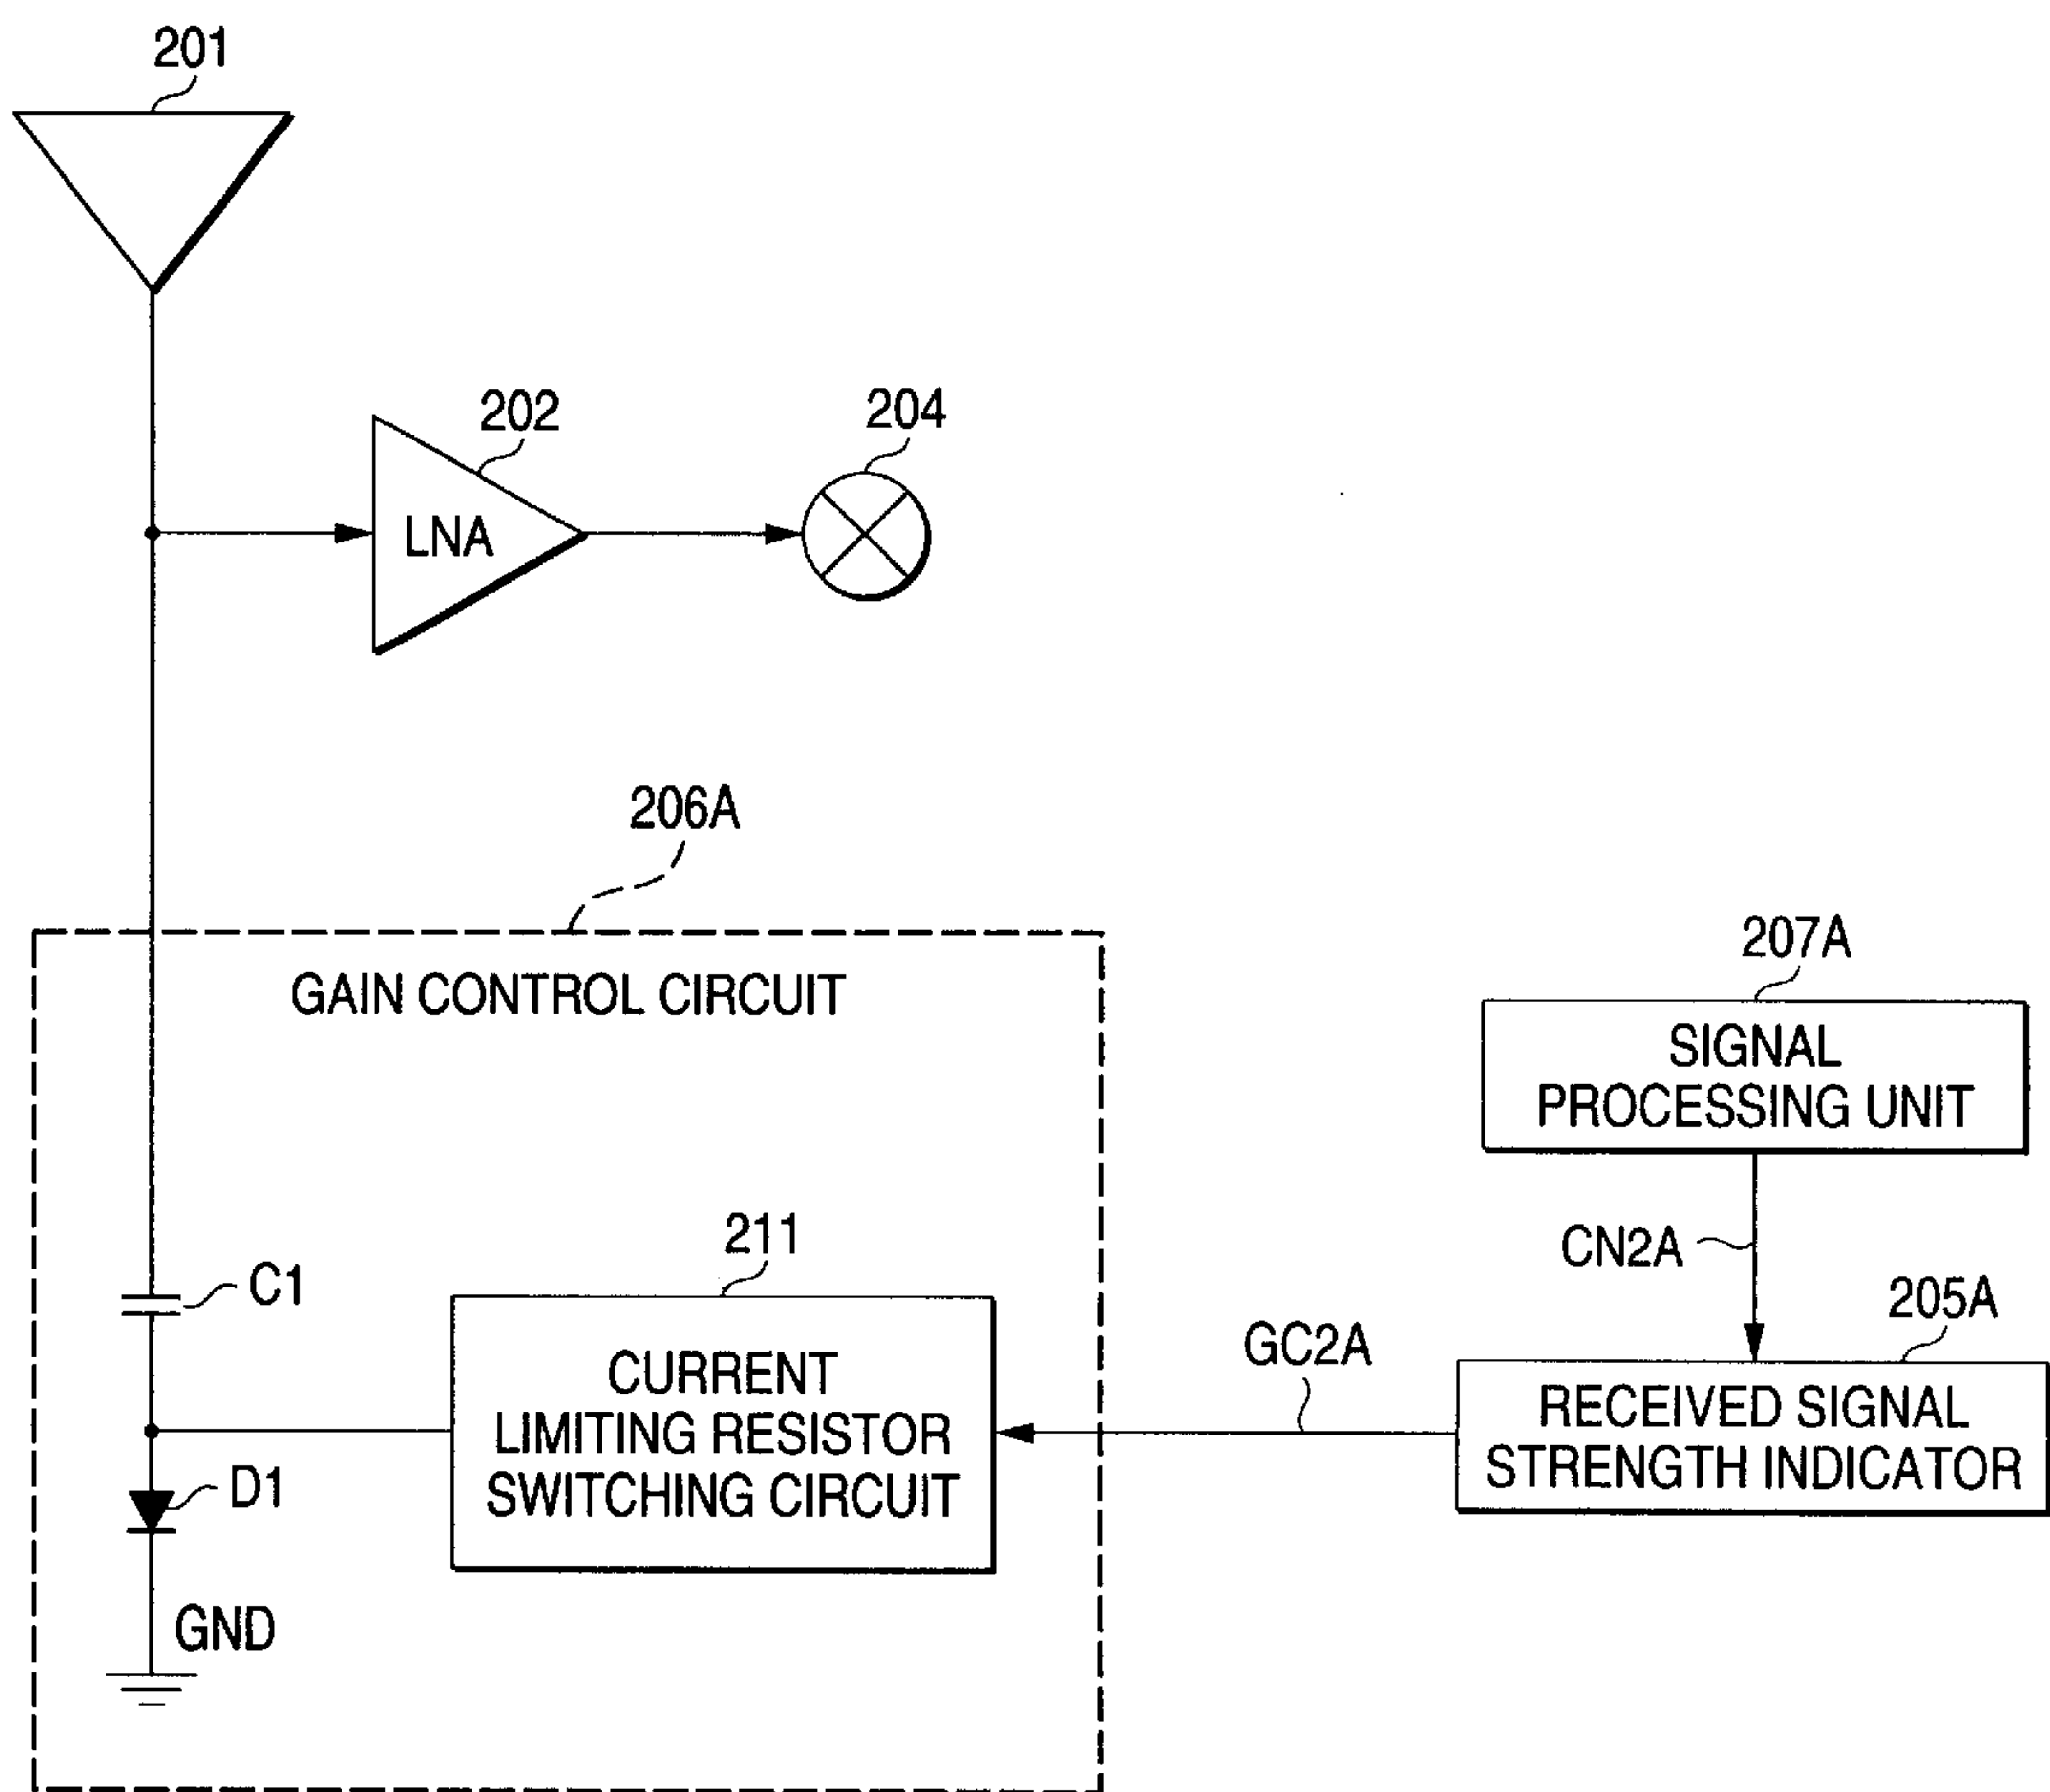 201
202
204
LNA
206A
GAIN CONTROL CIRCUIT
207A
SIGNAL
PROCESSING UNIT
CN2A
211
C1
205A
GC2A
CURRENT
LIMITING RESISTOR
SWITCHING CIRCUIT
RECEIVED SIGNAL
STRENGTH INDICATOR
D1
GND